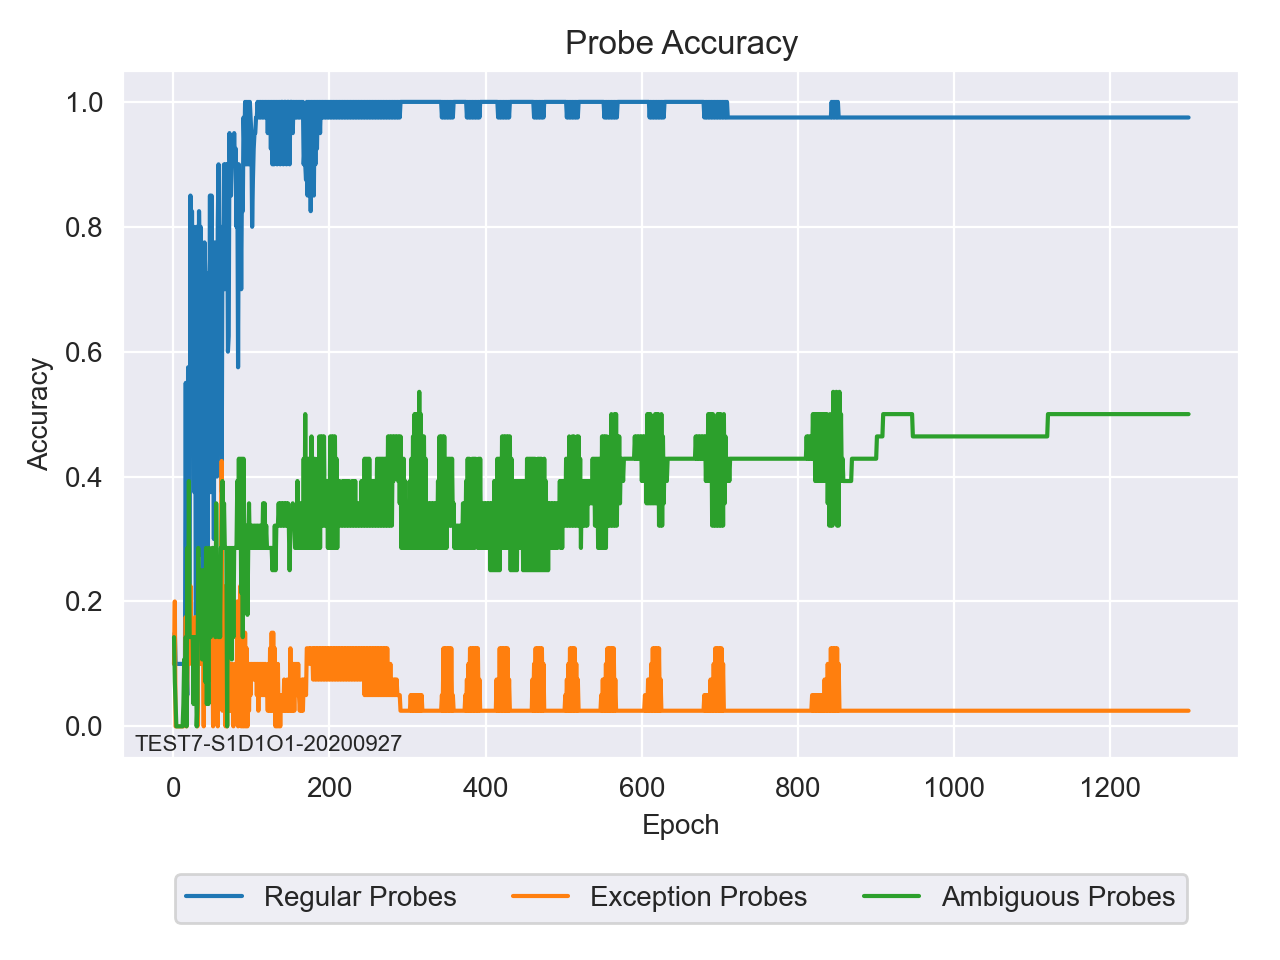 Probe Accuracy
1.0
0.8
0.6
0.4
0.2
0.0
Accuracy
TEST7-S1D1O1-20200927
0 200 400 600 800 1000 1200
Epoch
Regular Probes Exception Probes Ambiguous Probes